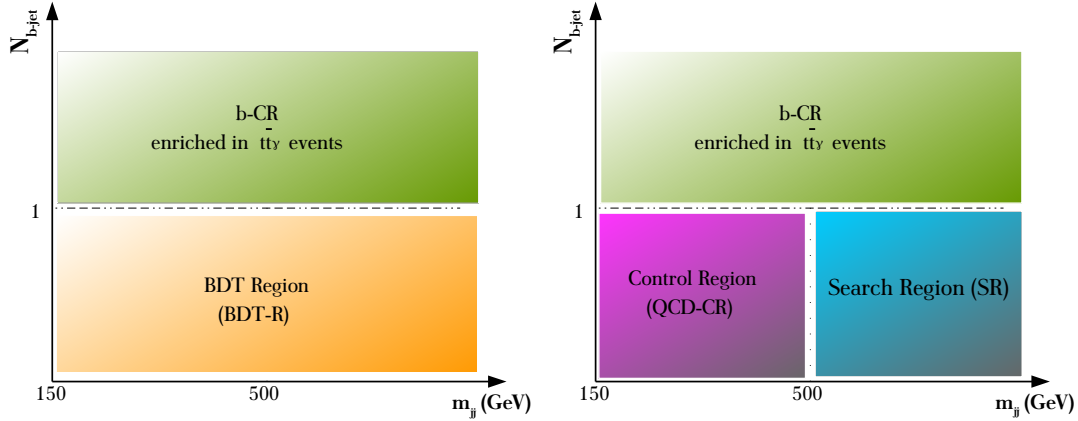 N_b-jet
b-CR
enriched in tt̄γ events
1
BDT Region
(BDT-R)
150
500
m_jj (GeV)
N_b-jet
b-CR
enriched in tt̄γ events
1
Control Region
(QCD-CR)
Search Region (SR)
150
500
m_jj (GeV)